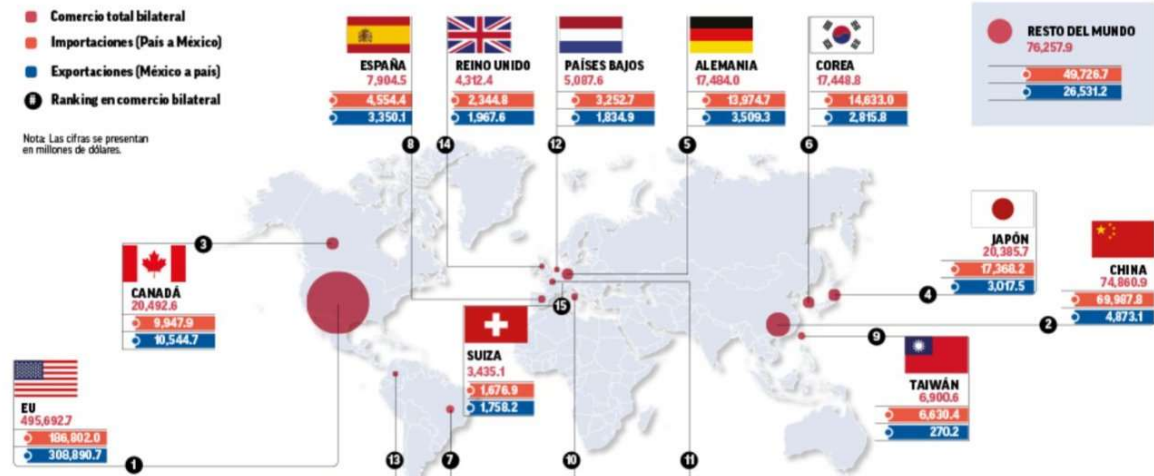 Comercio total bilateral
Importaciones (País a México)
Exportaciones (México a país)
# Ranking en comercio bilateral
Nota: Las cifras se presentan
en millones de dólares.
ESPAÑA
7,904.5
4,554.4
3,350.1
8
REINO UNIDO
4,312.4
2,344.8
1,967.6
14
PAÍSES BAJOS
5,087.6
3,252.7
1,834.9
12
ALEMANIA
17,484.0
13,974.7
3,509.3
5
COREA
17,448.8
14,633.0
2,815.8
6
RESTO DEL MUNDO
76,257.9
49,726.7
26,531.2
3
CANADÁ
20,492.6
9,947.9
10,544.7
JAPÓN
20,385.7
17,368.2
3,017.5
4
CHINA
74,860.9
69,987.8
4,873.1
2
15
SUIZA
3,435.1
1,676.9
1,758.2
9
TAIWÁN
6,900.6
6,630.4
270.2
EU
495,692.7
186,802.0
308,890.7
1
13
7
10
11